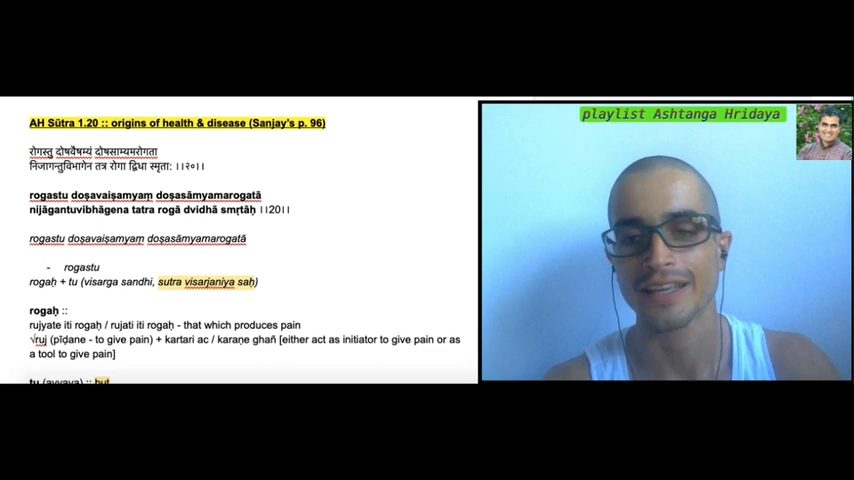 AH Sūtra 1.20 :: origins of health & disease (Sanjay's p. 96)
रोगस्तु दोषवैषम्यं दोषसाम्यमरोगता
निजागन्तुविभागेन तत्र रोगा द्विधा स्मृता: ।।२०।।
rogastu doṣavaiṣamyaṃ doṣasāmyamarogatā
nijāgantuvibhāgena tatra rogā dvidhā smṛtāḥ ।।20।।
rogastu doṣavaiṣamyaṃ doṣasāmyamarogatā
- rogastu
rogaḥ + tu (visarga sandhi, sutra visarjaniya saḥ)
rogaḥ ::
rujyate iti rogaḥ / rujati iti rogaḥ - that which produces pain
√ruj (pīḍane - to give pain) + kartari ac / karaṇe ghañ [either act as initiator to give pain or as
a tool to give pain]
tu (avyaya) :: but
playlist Ashtanga Hridaya